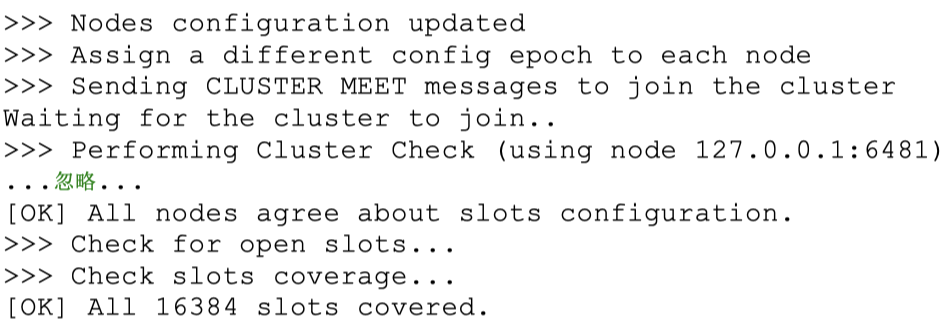 >>> Nodes configuration updated
>>> Assign a different config epoch to each node
>>> Sending CLUSTER MEET messages to join the cluster
Waiting for the cluster to join..
>>> Performing Cluster Check (using node 127.0.0.1:6481)
...忽略...
[OK] All nodes agree about slots configuration.
>>> Check for open slots...
>>> Check slots coverage...
[OK] All 16384 slots covered.